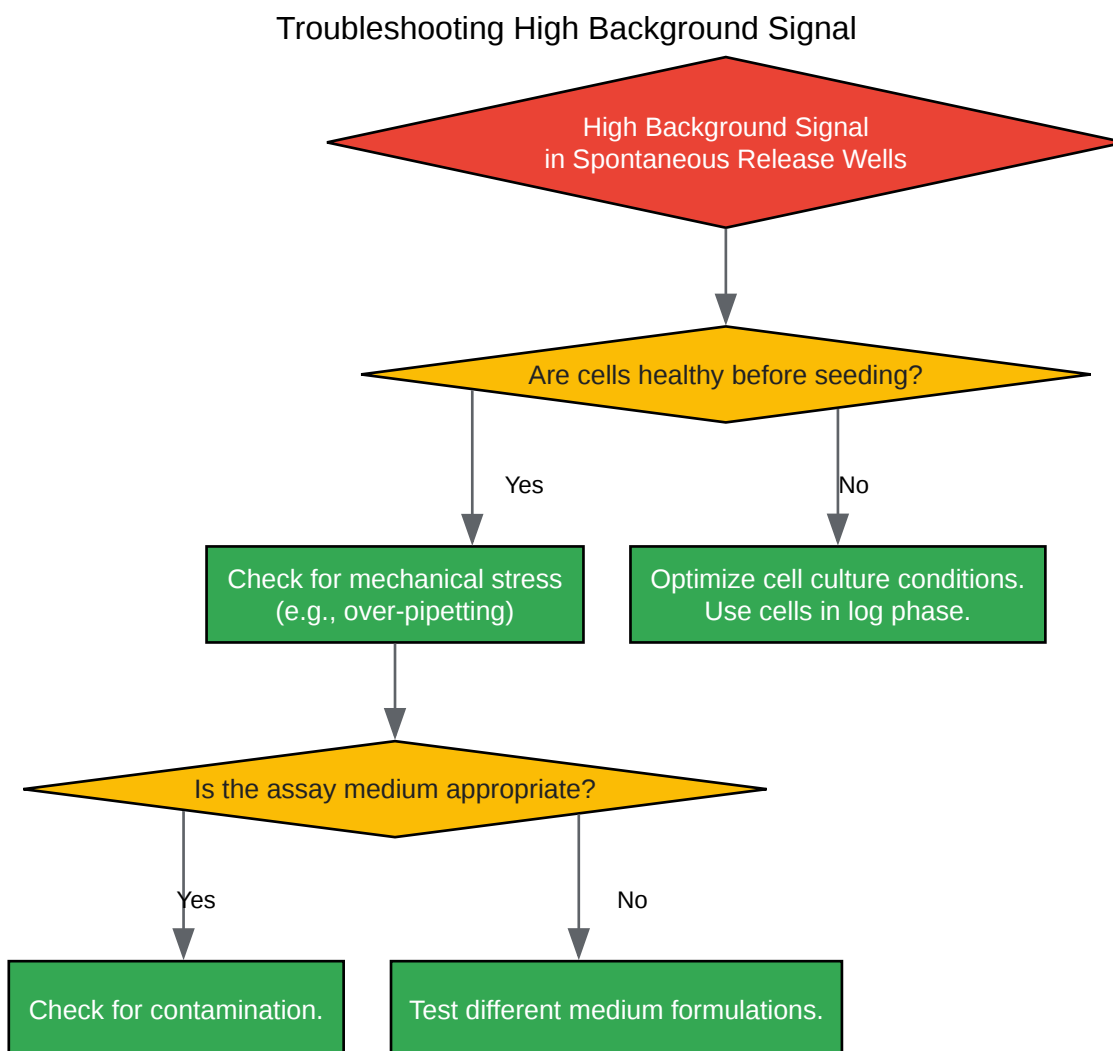 Troubleshooting High Background Signal
High Background Signal
in Spontaneous Release Wells
Are cells healthy before seeding?
Yes
No
Check for mechanical stress
(e.g., over-pipetting)
Optimize cell culture conditions.
Use cells in log phase.
Is the assay medium appropriate?
Yes
No
Check for contamination.
Test different medium formulations.